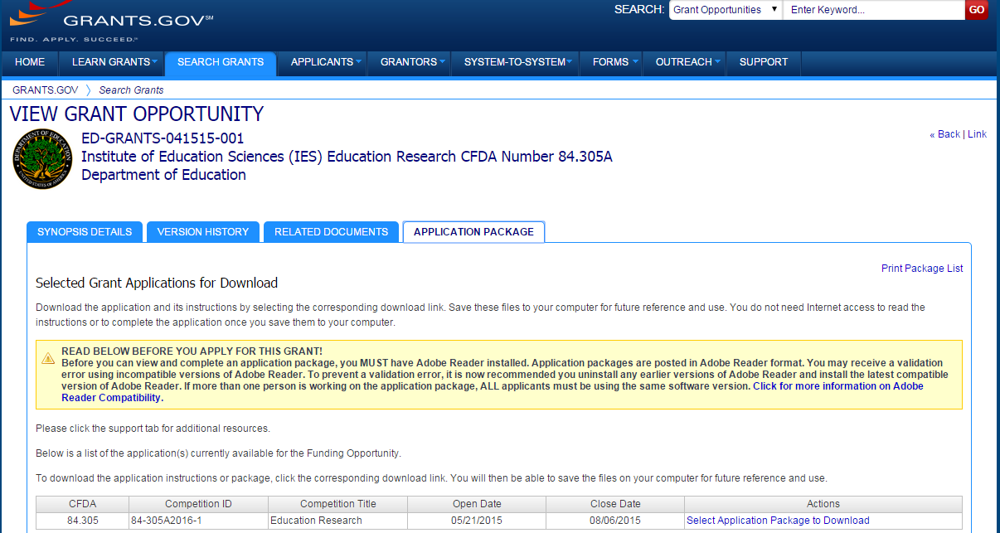 GRANTS.GOV℠
FIND. APPLY. SUCCEED.℠
SEARCH: Grant Opportunities ▼ Enter Keyword... GO
HOME LEARN GRANTS SEARCH GRANTS APPLICANTS GRANTORS SYSTEM-TO-SYSTEM FORMS OUTREACH SUPPORT
GRANTS.GOV 〉 Search Grants
VIEW GRANT OPPORTUNITY
« Back | Link
DEPARTMENT OF EDUCATION
UNITED STATES OF AMERICA
ED-GRANTS-041515-001
Institute of Education Sciences (IES) Education Research CFDA Number 84.305A
Department of Education
SYNOPSIS DETAILS VERSION HISTORY RELATED DOCUMENTS APPLICATION PACKAGE
Print Package List
Selected Grant Applications for Download
Download the application and its instructions by selecting the corresponding download link. Save these files to your computer for future reference and use. You do not need Internet access to read the
instructions or to complete the application once you save them to your computer.
READ BELOW BEFORE YOU APPLY FOR THIS GRANT!
Before you can view and complete an application package, you MUST have Adobe Reader installed. Application packages are posted in Adobe Reader format. You may receive a validation
error using incompatible versions of Adobe Reader. To prevent a validation error, it is now recommended you uninstall any earlier versions of Adobe Reader and install the latest compatible
version of Adobe Reader. If more than one person is working on the application package, ALL applicants must be using the same software version. Click for more information on Adobe
Reader Compatibility.
Please click the support tab for additional resources.
Below is a list of the application(s) currently available for the Funding Opportunity.
To download the application instructions or package, click the corresponding download link. You will then be able to save the files on your computer for future reference and use.
CFDA Competition ID Competition Title Open Date Close Date Actions
84.305 84-305A2016-1 Education Research 05/21/2015 08/06/2015 Select Application Package to Download